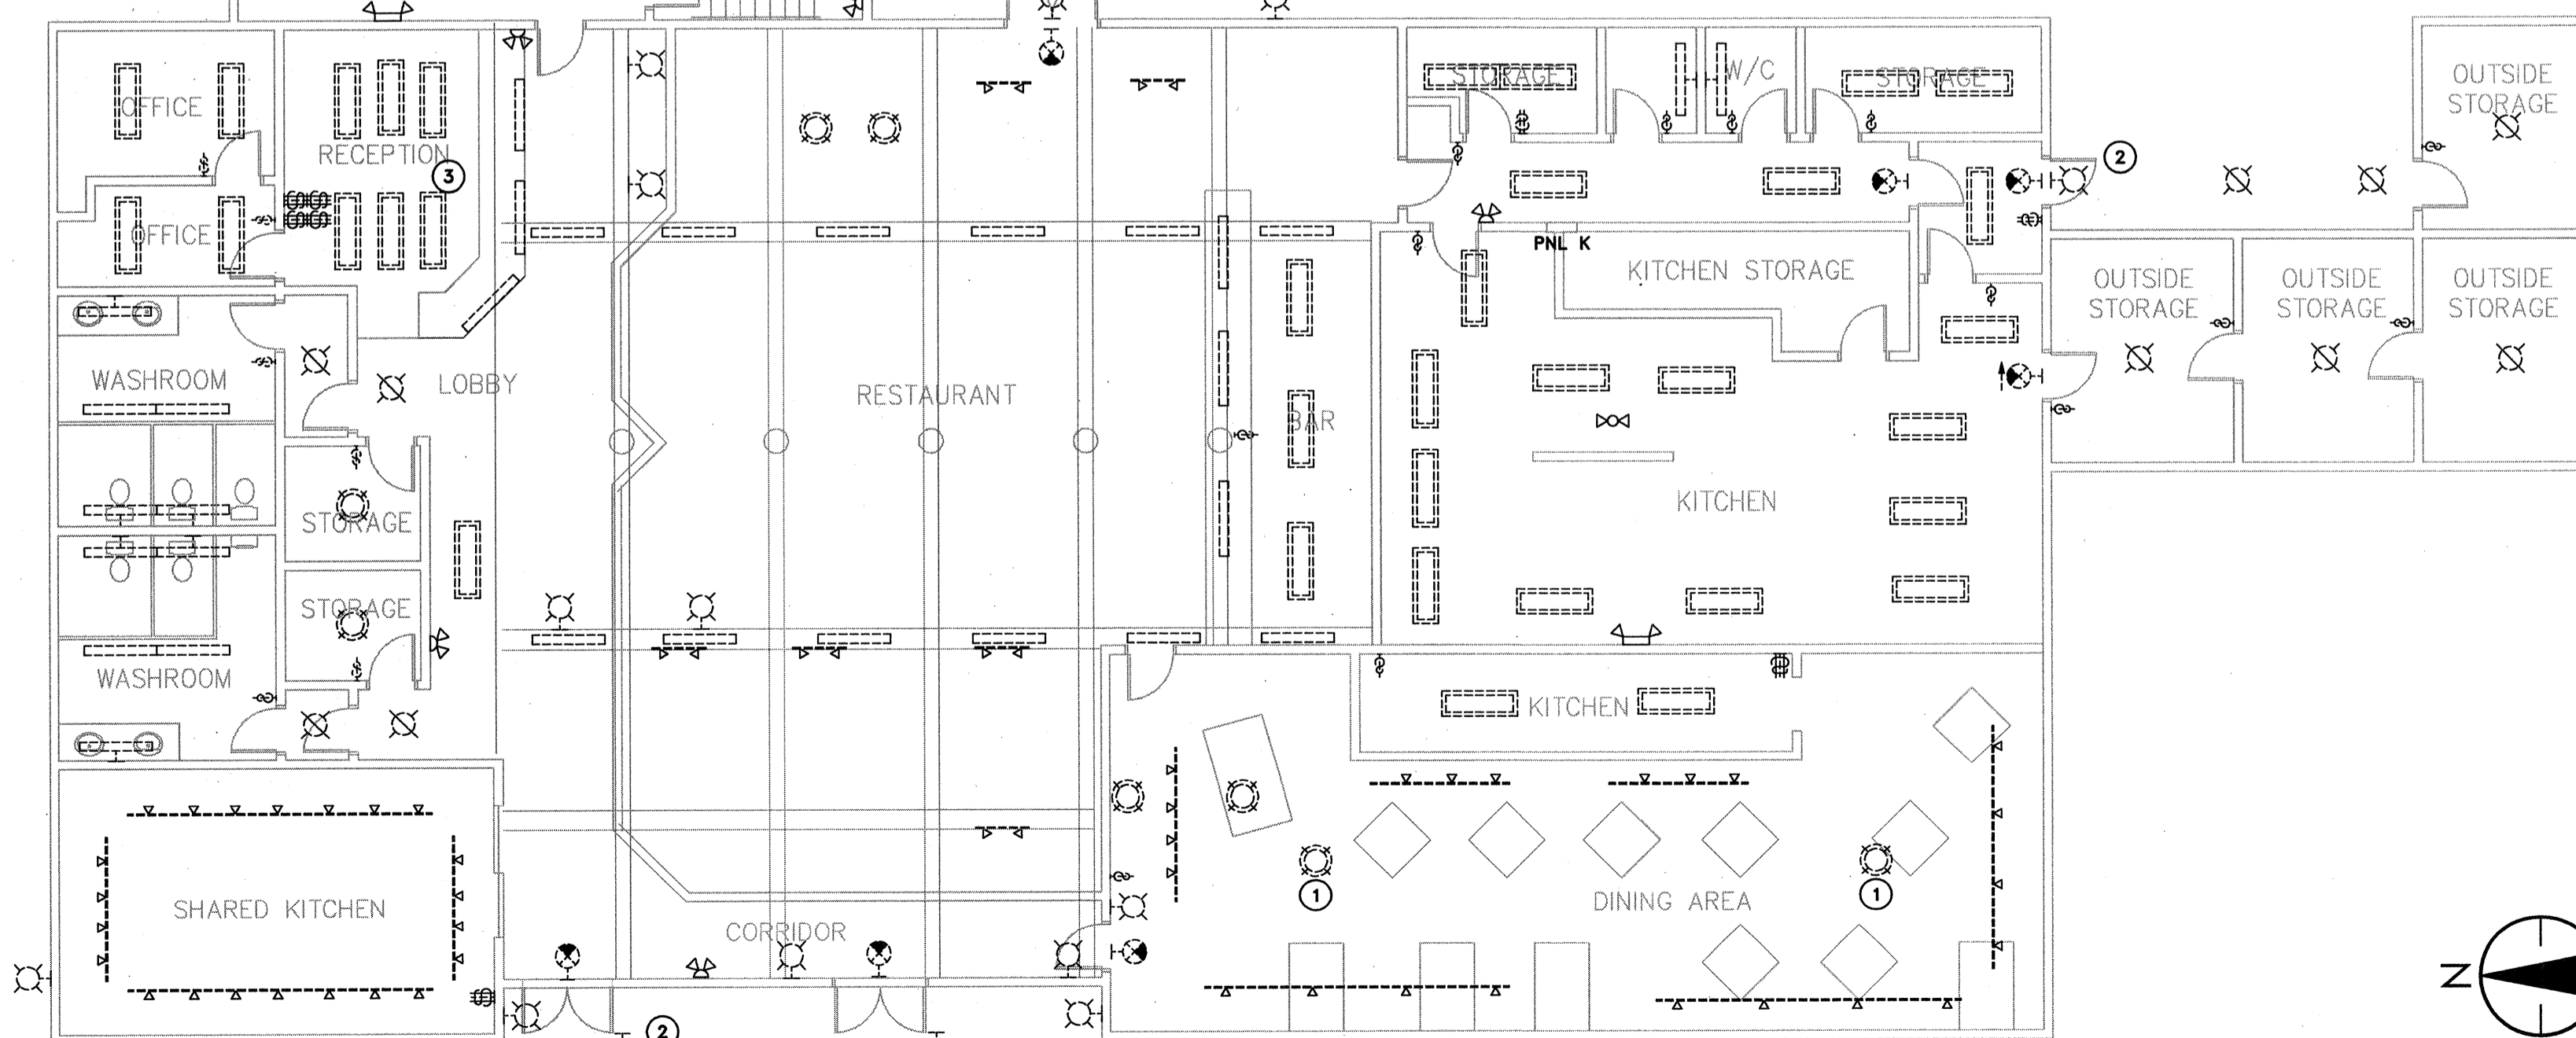 STORAGE
W/C
STORAGE
OUTSIDE
STORAGE
OFFICE
RECEPTION
3
2
OFFICE
PNL K
KITCHEN STORAGE
OUTSIDE
STORAGE
OUTSIDE
STORAGE
OUTSIDE
STORAGE
WASHROOM
LOBBY
RESTAURANT
BAR
KITCHEN
STORAGE
STORAGE
WASHROOM
KITCHEN
SHARED KITCHEN
1
1
DINING AREA
CORRIDOR
2
N